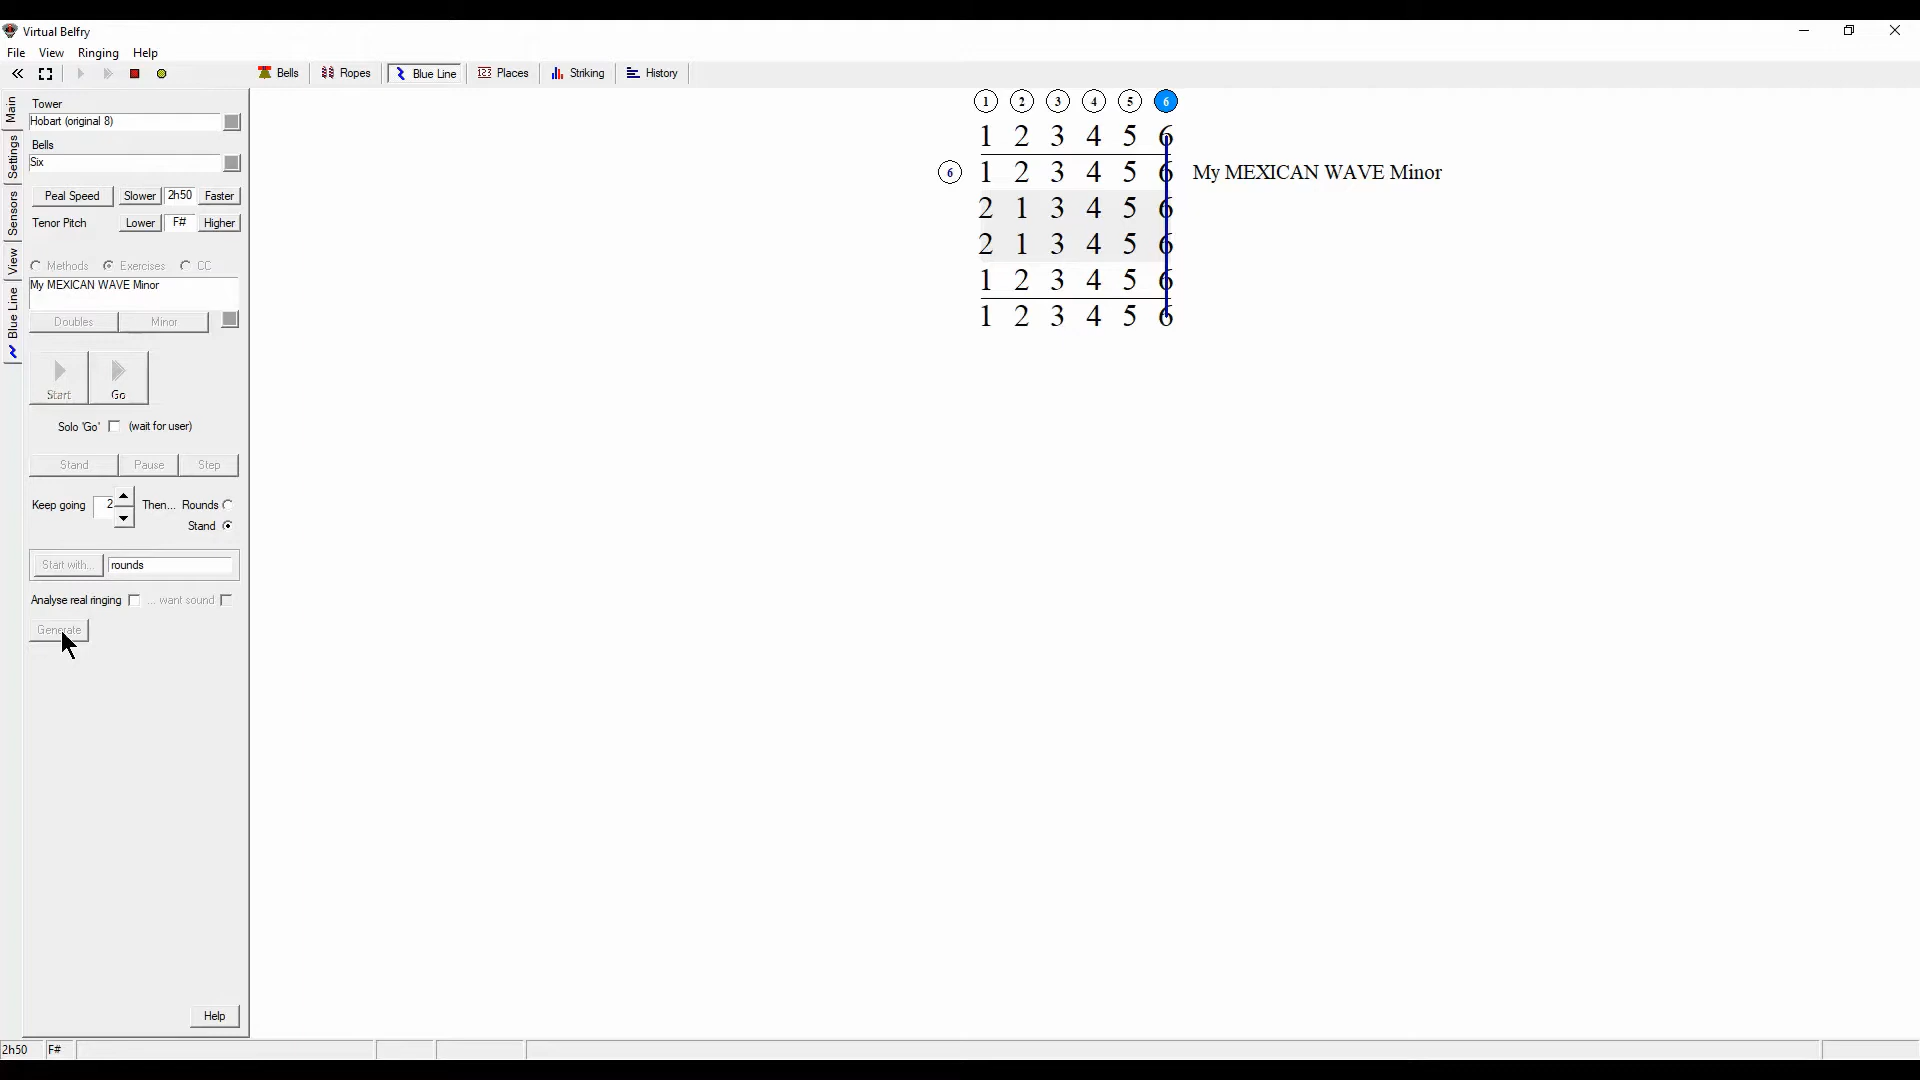 Virtual Belfry
File View Ringing Help
Bells Ropes Blue Line 123 Places Striking History
Main
Settings
Sensors
View
Blue Line
Tower
Hobart (original 8)
Bells
Six
Peal Speed Slower 2h50 Faster
Tenor Pitch Lower F# Higher
Methods Exercises CC
My MEXICAN WAVE Minor
Doubles Minor
Start Go
Solo 'Go' (wait for user)
Stand Pause Step
Keep going 2 Then... Rounds
Stand
Start with... rounds
Analyse real ringing ... want sound
Generate
Help
1 2 3 4 5 6
1 2 3 4 5 6
6 1 2 3 4 5 6 My MEXICAN WAVE Minor
2 1 3 4 5 6
2 1 3 4 5 6
1 2 3 4 5 6
1 2 3 4 5 6
2h50 F#